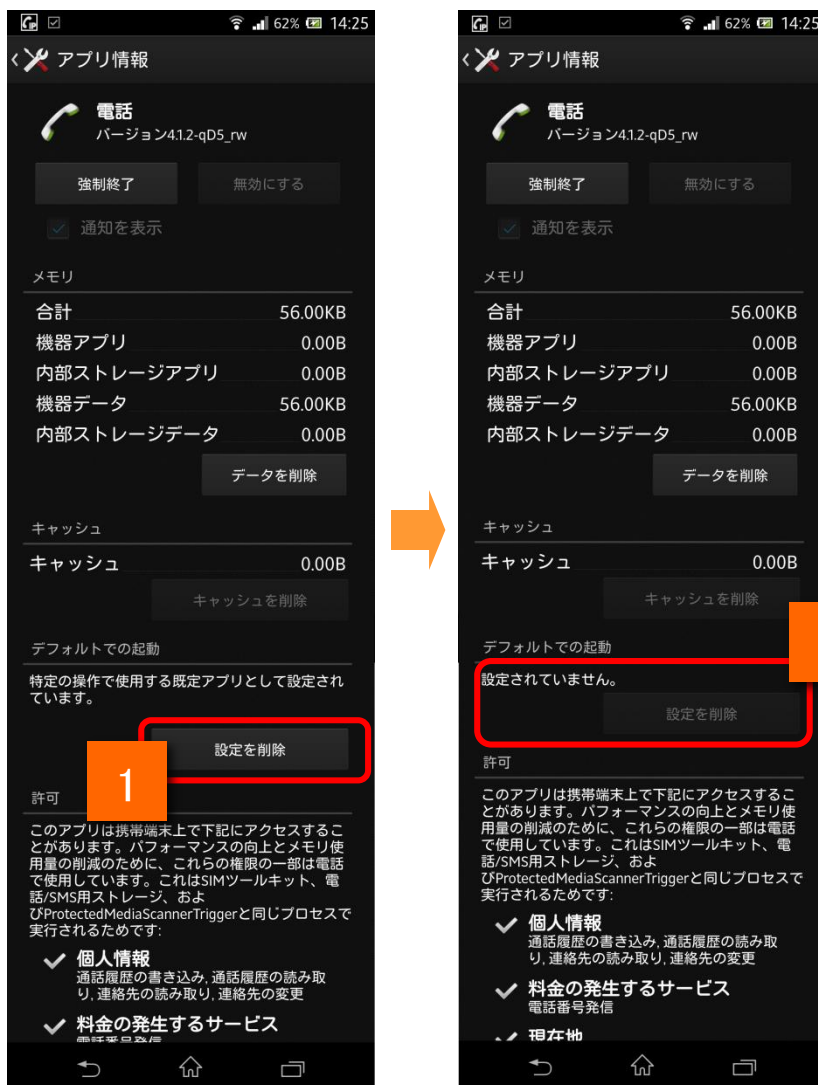 62% 14:25
アプリ情報
電話
バージョン4.1.2-qD5_rw
強制終了 無効にする
通知を表示
メモリ
合計 56.00KB
機器アプリ 0.00B
内部ストレージアプリ 0.00B
機器データ 56.00KB
内部ストレージデータ 0.00B
データを削除
キャッシュ
キャッシュ 0.00B
キャッシュを削除
デフォルトでの起動
特定の操作で使用する既定アプリとして設定され
ています。
設定を削除
1
許可
このアプリは携帯端末上で下記にアクセスするこ
とがあります。パフォーマンスの向上とメモリ使
用量の削減のために、これらの権限の一部は電話
で使用しています。これはSIMツールキット、電
話/SMS用ストレージ、およ
びProtectedMediaScannerTriggerと同じプロセスで
実行されるためです:
個人情報
通話履歴の書き込み, 通話履歴の読み取
り, 連絡先の読み取り, 連絡先の変更
料金の発生するサービス
電話番号発信
62% 14:25
アプリ情報
電話
バージョン4.1.2-qD5_rw
強制終了 無効にする
通知を表示
メモリ
合計 56.00KB
機器アプリ 0.00B
内部ストレージアプリ 0.00B
機器データ 56.00KB
内部ストレージデータ 0.00B
データを削除
キャッシュ
キャッシュ 0.00B
キャッシュを削除
デフォルトでの起動
設定されていません。
設定を削除
許可
このアプリは携帯端末上で下記にアクセスするこ
とがあります。パフォーマンスの向上とメモリ使
用量の削減のために、これらの権限の一部は電話
で使用しています。これはSIMツールキット、電
話/SMS用ストレージ、およ
びProtectedMediaScannerTriggerと同じプロセスで
実行されるためです:
個人情報
通話履歴の書き込み, 通話履歴の読み取
り, 連絡先の読み取り, 連絡先の変更
料金の発生するサービス
電話番号発信
現在地